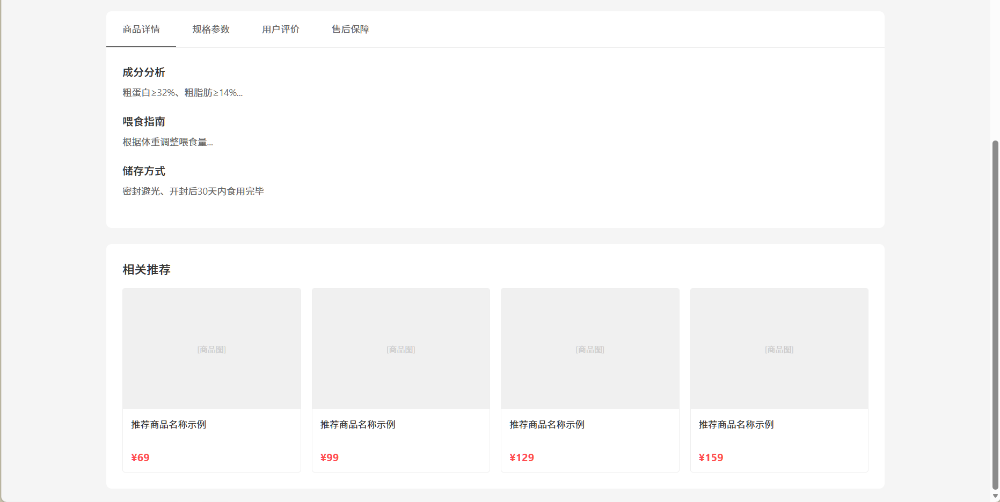 商品详情 规格参数 用户评价 售后保障
成分分析
粗蛋白≥32%、粗脂肪≥14%...
喂食指南
根据体重调整喂食量...
储存方式
密封避光、开封后30天内食用完毕
相关推荐
[商品图] [商品图] [商品图] [商品图]
推荐商品名称示例 推荐商品名称示例 推荐商品名称示例 推荐商品名称示例
¥69 ¥99 ¥129 ¥159